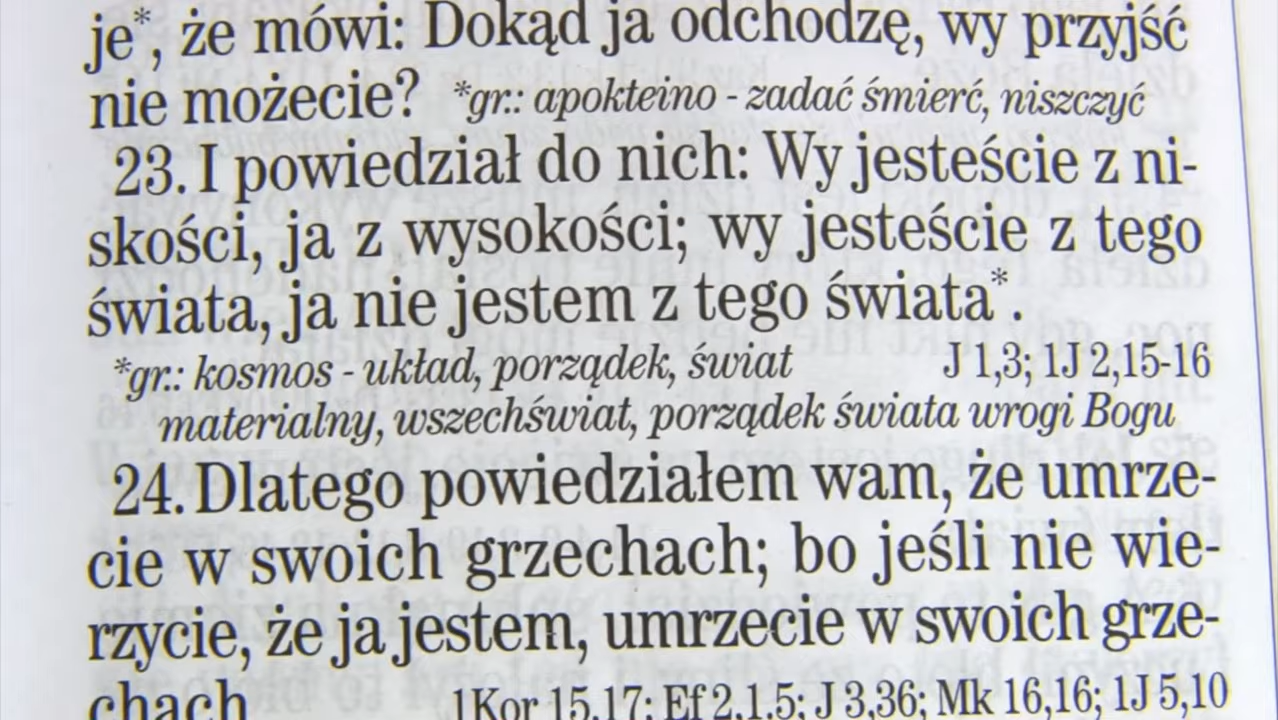 je*, że mówi: Dokąd ja odchodzę, wy przyjść
nie możecie? *gr.: apokteino - zadać śmierć, niszczyć
23. I powiedział do nich: Wy jesteście z ni-
skości, ja z wysokości; wy jesteście z tego
świata, ja nie jestem z tego świata*.
*gr.: kosmos - układ, porządek, świat J 1,3; 1J 2,15-16
materialny, wszechświat, porządek świata wrogi Bogu
24. Dlatego powiedziałem wam, że umrze-
cie w swoich grzechach; bo jeśli nie wie-
rzycie, że ja jestem, umrzecie w swoich grze-
chach 1Kor 15,17; Ef 2,1.5; J 3,36; Mk 16,16; 1J 5,10